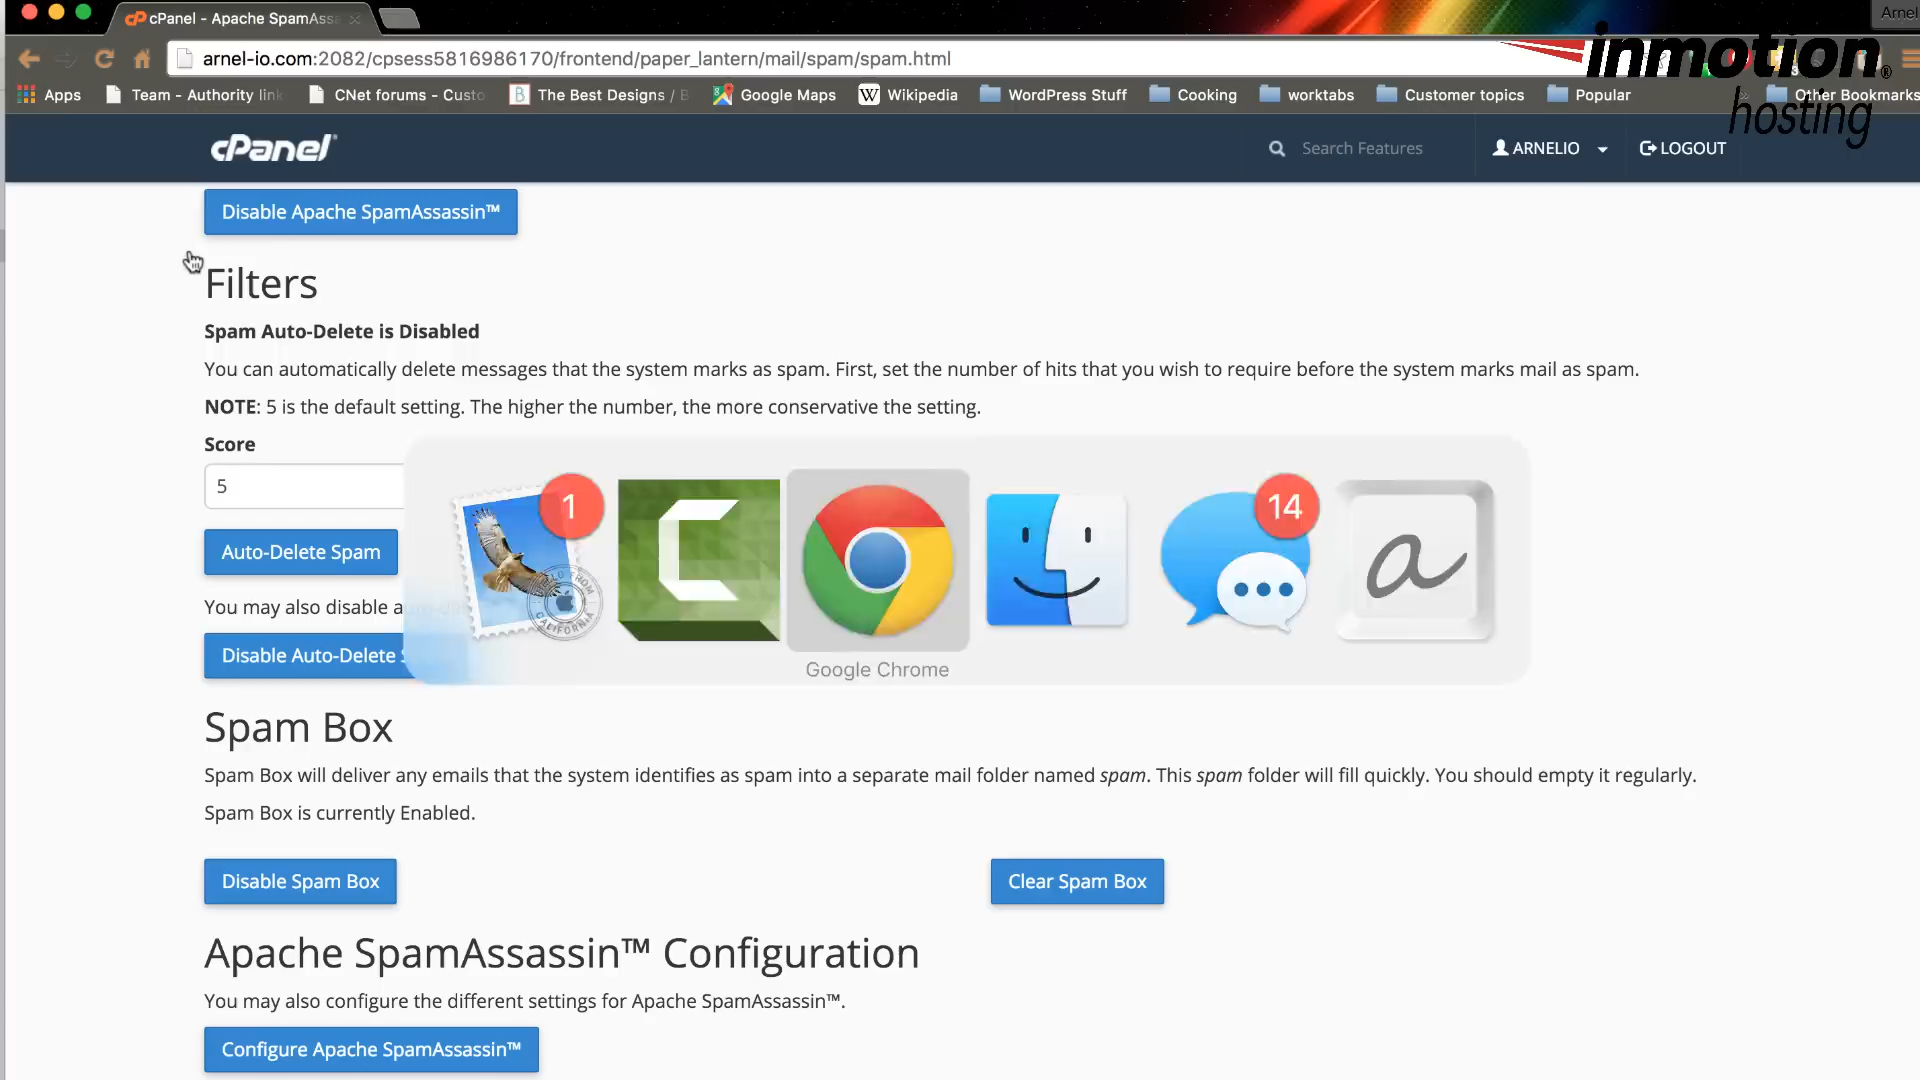 cPanel - Apache SpamAss
Arnel
arnel-io.com:2082/cpsess5816986170/frontend/paper_lantern/mail/spam/spam.html
inmotion®
hosting
Apps
Team - Authority link
CNet forums - Custo
The Best Designs / B
Google Maps
Wikipedia
WordPress Stuff
Cooking
worktabs
Customer topics
Popular
Other Bookmarks
cPanel
Search Features
ARNELIO
LOGOUT
Disable Apache SpamAssassin™
Filters
Spam Auto-Delete is Disabled
You can automatically delete messages that the system marks as spam. First, set the number of hits that you wish to require before the system marks mail as spam.
NOTE: 5 is the default setting. The higher the number, the more conservative the setting.
Score
5
1
14
a
Google Chrome
Auto-Delete Spam
You may also disable
Disable Auto-Delete
Spam Box
Spam Box will deliver any emails that the system identifies as spam into a separate mail folder named spam. This spam folder will fill quickly. You should empty it regularly.
Spam Box is currently Enabled.
Disable Spam Box
Clear Spam Box
Apache SpamAssassin™ Configuration
You may also configure the different settings for Apache SpamAssassin™.
Configure Apache SpamAssassin™